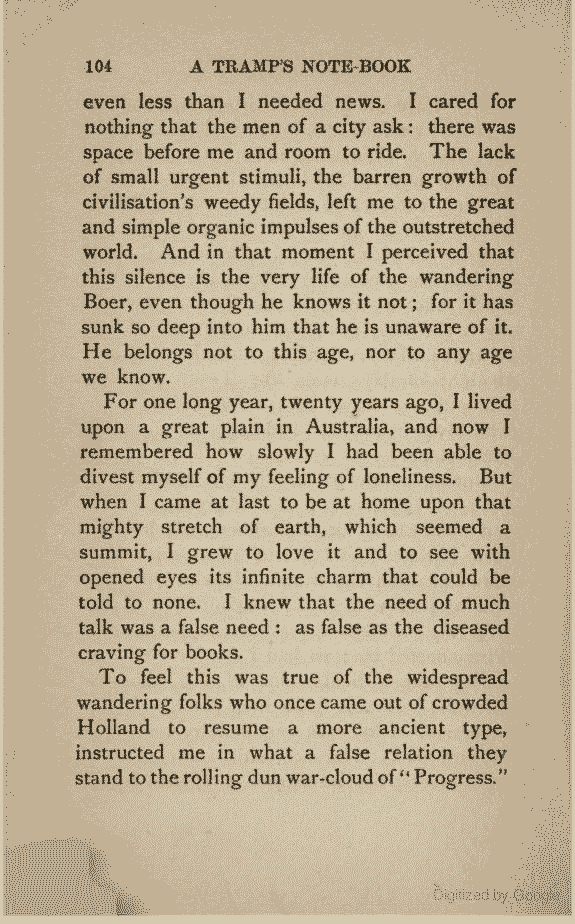 104 A TRAMP'S NOTE-BOOK
even less than I needed news. I cared for
nothing that the men of a city ask: there was
space before me and room to ride. The lack
of small urgent stimuli, the barren growth of
civilisation's weedy fields, left me to the great
and simple organic impulses of the outstretched
world. And in that moment I perceived that
this silence is the very life of the wandering
Boer, even though he knows it not; for it has
sunk so deep into him that he is unaware of it.
He belongs not to this age, nor to any age
we know.
For one long year, twenty years ago, I lived
upon a great plain in Australia, and now I
remembered how slowly I had been able to
divest myself of my feeling of loneliness. But
when I came at last to be at home upon that
mighty stretch of earth, which seemed a
summit, I grew to love it and to see with
opened eyes its infinite charm that could be
told to none. I knew that the need of much
talk was a false need: as false as the diseased
craving for books.
To feel this was true of the widespread
wandering folks who once came out of crowded
Holland to resume a more ancient type,
instructed me in what a false relation they
stand to the rolling dun war-cloud of "Progress."
Digitized by Google